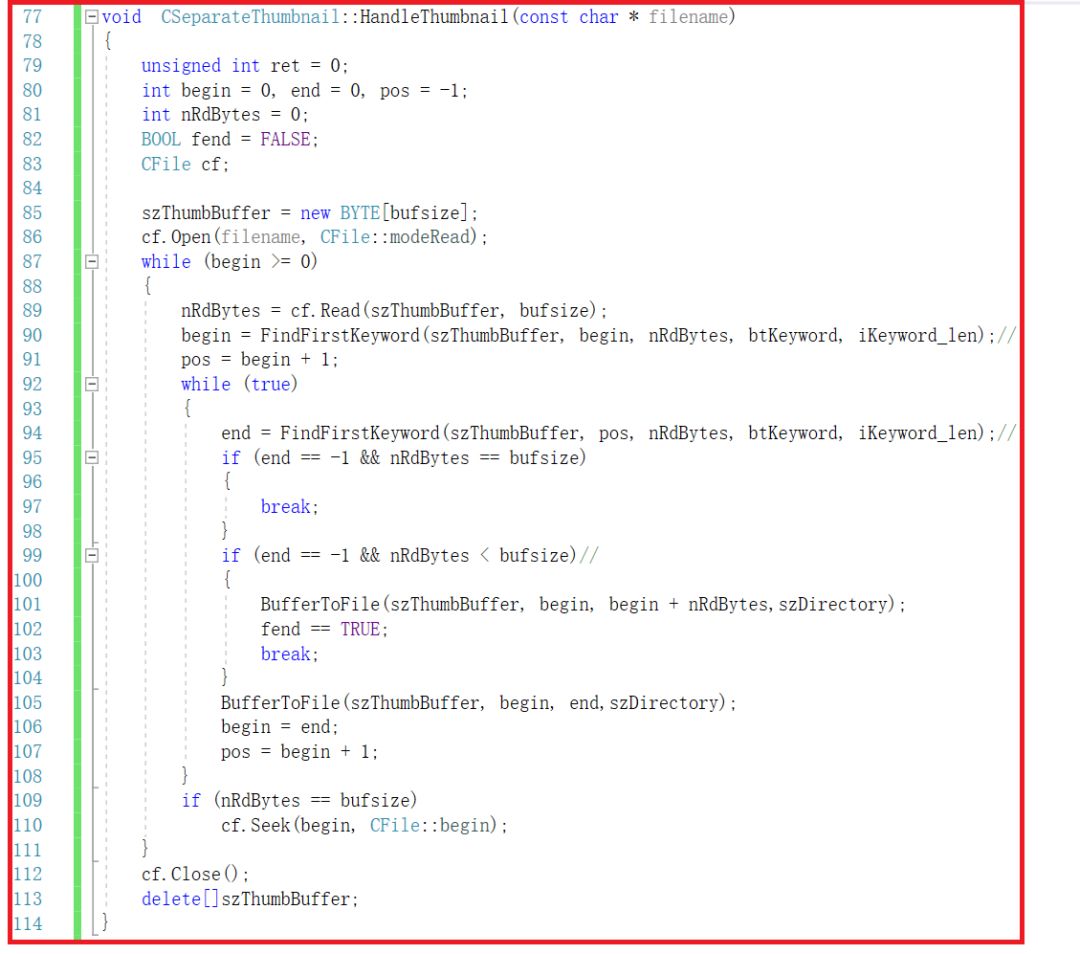 77 void CSeparateThumbnail::HandleThumbnail(const char * filename)
78 {
79 unsigned int ret = 0;
80 int begin = 0, end = 0, pos = -1;
81 int nRdBytes = 0;
82 BOOL fend = FALSE;
83 CFile cf;
84
85 szThumbBuffer = new BYTE[bufsize];
86 cf.Open(filename, CFile::modeRead);
87 while (begin >= 0)
88 {
89 nRdBytes = cf.Read(szThumbBuffer, bufsize);
90 begin = FindFirstKeyword(szThumbBuffer, begin, nRdBytes, btKeyword, iKeyword_len);//
91 pos = begin + 1;
92 while (true)
93 {
94 end = FindFirstKeyword(szThumbBuffer, pos, nRdBytes, btKeyword, iKeyword_len);//
95 if (end == -1 && nRdBytes == bufsize)
96 {
97 break;
98 }
99 if (end == -1 && nRdBytes < bufsize)//
100 {
101 BufferToFile(szThumbBuffer, begin, begin + nRdBytes,szDirectory);
102 fend == TRUE;
103 break;
104 }
105 BufferToFile(szThumbBuffer, begin, end,szDirectory);
106 begin = end;
107 pos = begin + 1;
108 }
109 if (nRdBytes == bufsize)
110 cf.Seek(begin, CFile::begin);
111 }
112 cf.Close();
113 delete[]szThumbBuffer;
114 }